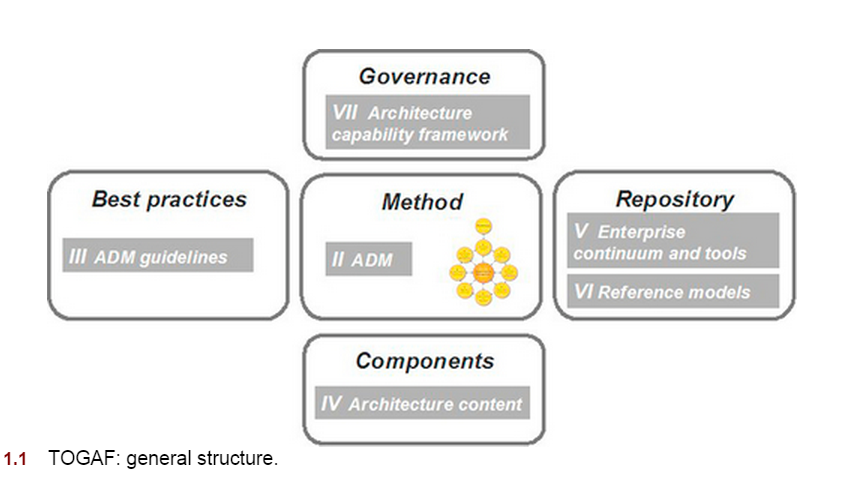 Governance
VII Architecture
capability framework
Best practices
III ADM guidelines
Method
II ADM
Repository
V Enterprise
continuum and tools
VI Reference models
Components
IV Architecture content
1.1 TOGAF: general structure.